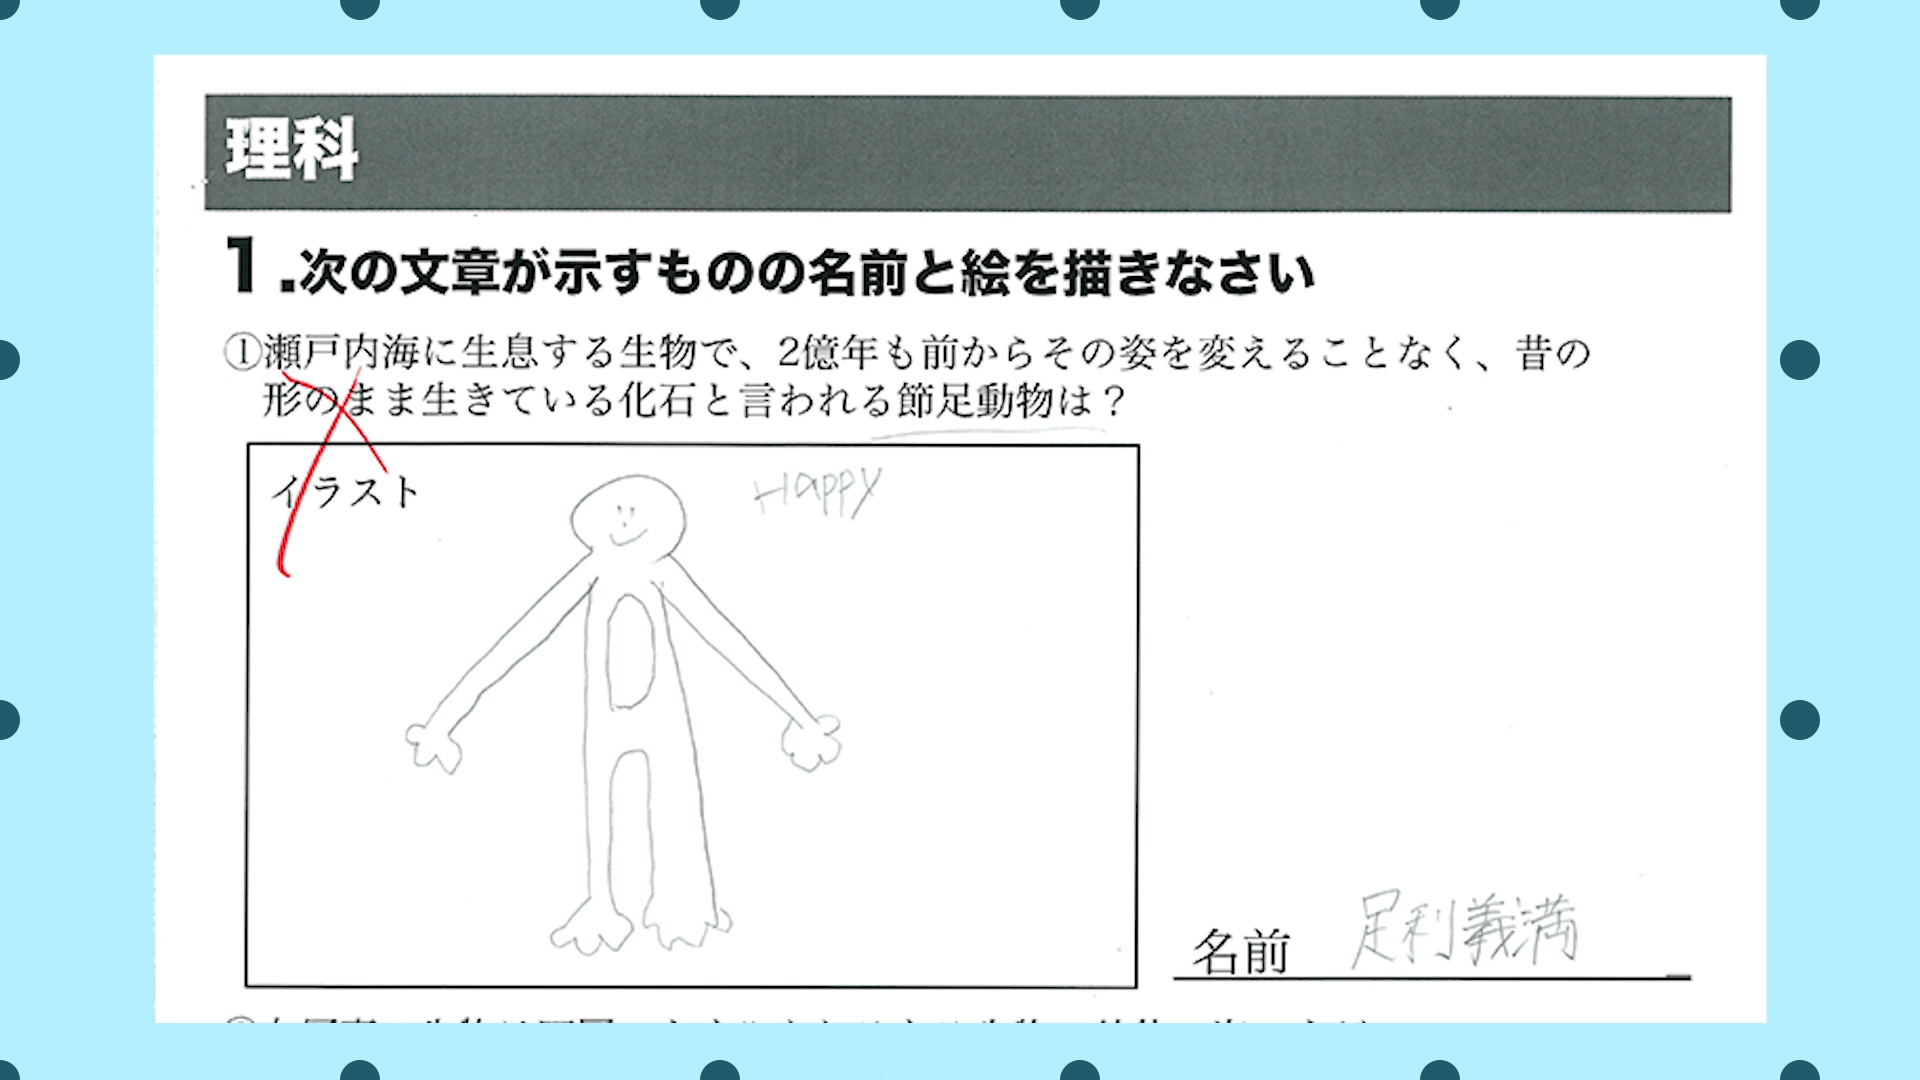 理科
1.次の文章が示すものの名前と絵を描きなさい
①瀬戸内海に生息する生物で、2億年も前からその姿を変えることなく、昔の
形のまま生きている化石と言われる節足動物は？
イラスト
Happy
名前 足利義満